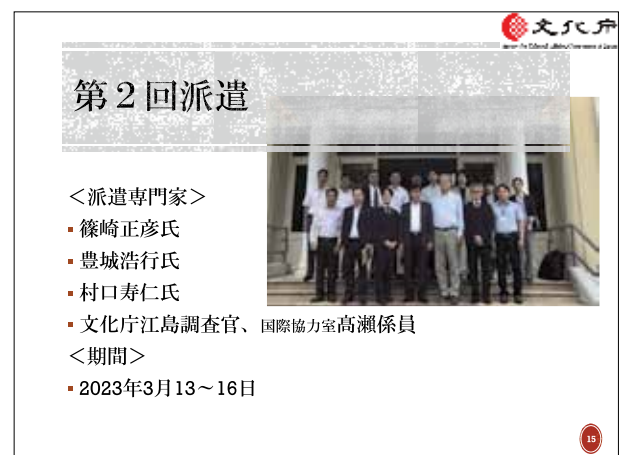 文化庁
第２回派遣
＜派遣専門家＞
▪ 篠崎正彦氏
▪ 豊城浩行氏
▪ 村口寿仁氏
▪ 文化庁江島調査官、国際協力室髙瀬係員
＜期間＞
▪ 2023年3月13～16日
15